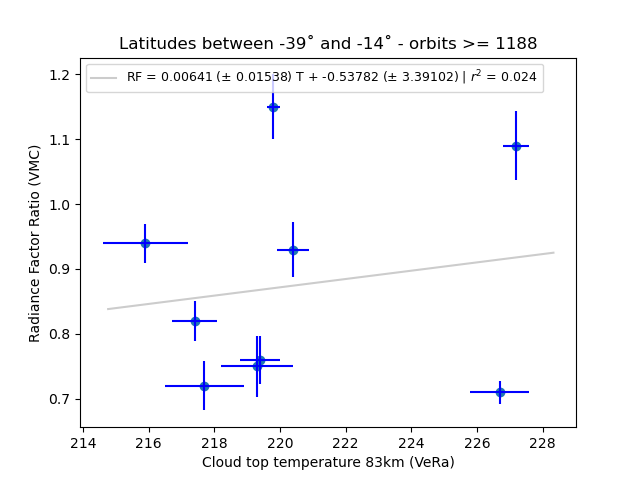 Latitudes between -39˚ and -14˚ - orbits >= 1188
RF = 0.00641 (± 0.01538) T + -0.53782 (± 3.39102) | r² = 0.024
Radiance Factor Ratio (VMC)
1.2
1.1
1.0
0.9
0.8
0.7
214 216 218 220 222 224 226 228
Cloud top temperature 83km (VeRa)